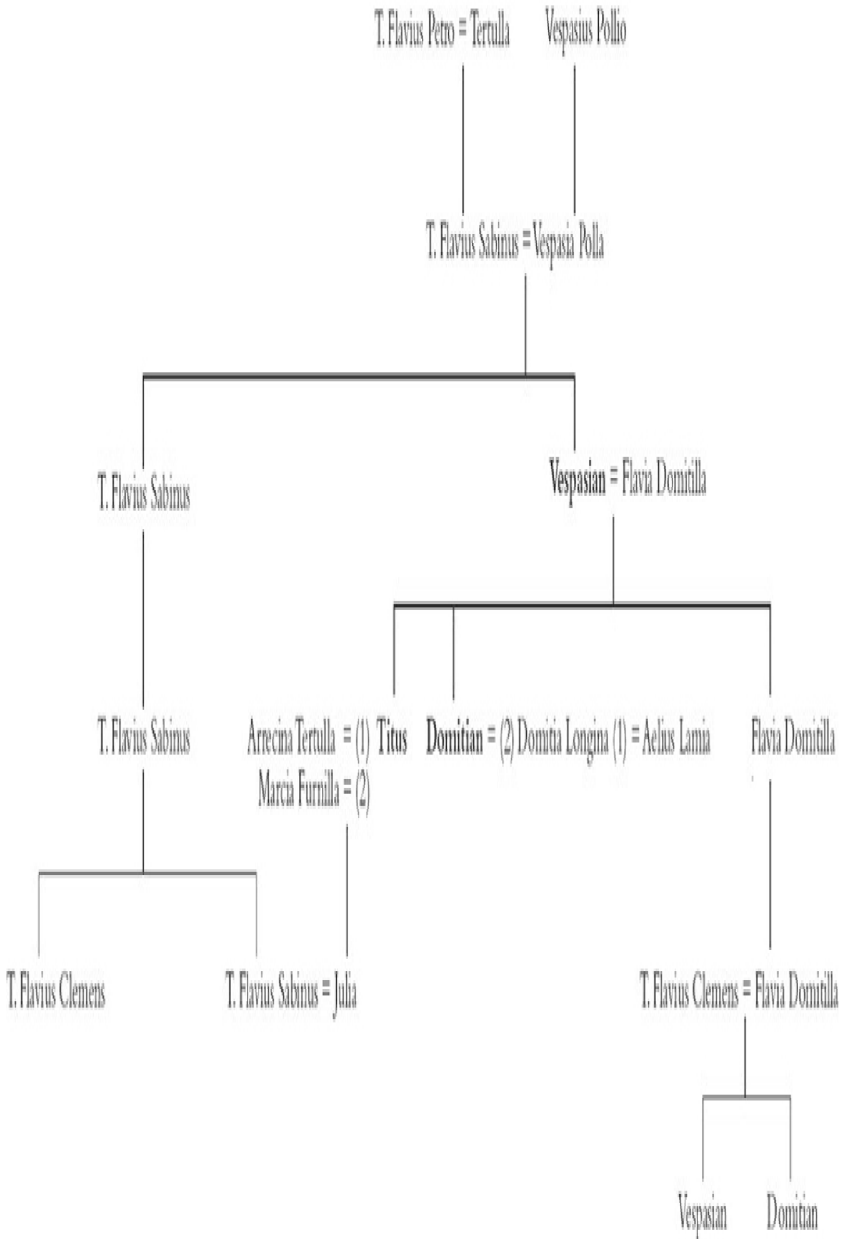 T. Flavius Petro = Tertulla Vespasius Pollio
T. Flavius Sabinus = Vespasia Polla
T. Flavius Sabinus
Vespasian = Flavia Domitilla
T. Flavius Sabinus
Arrecina Tertulla = (1) Titus
Marcia Furnilla = (2)
Domitian = (2) Domitia Longina (1) = Aelius Lamia
Flavia Domitilla
T. Flavius Clemens
T. Flavius Sabinus = Julia
T. Flavius Clemens = Flavia Domitilla
Vespasian
Domitian